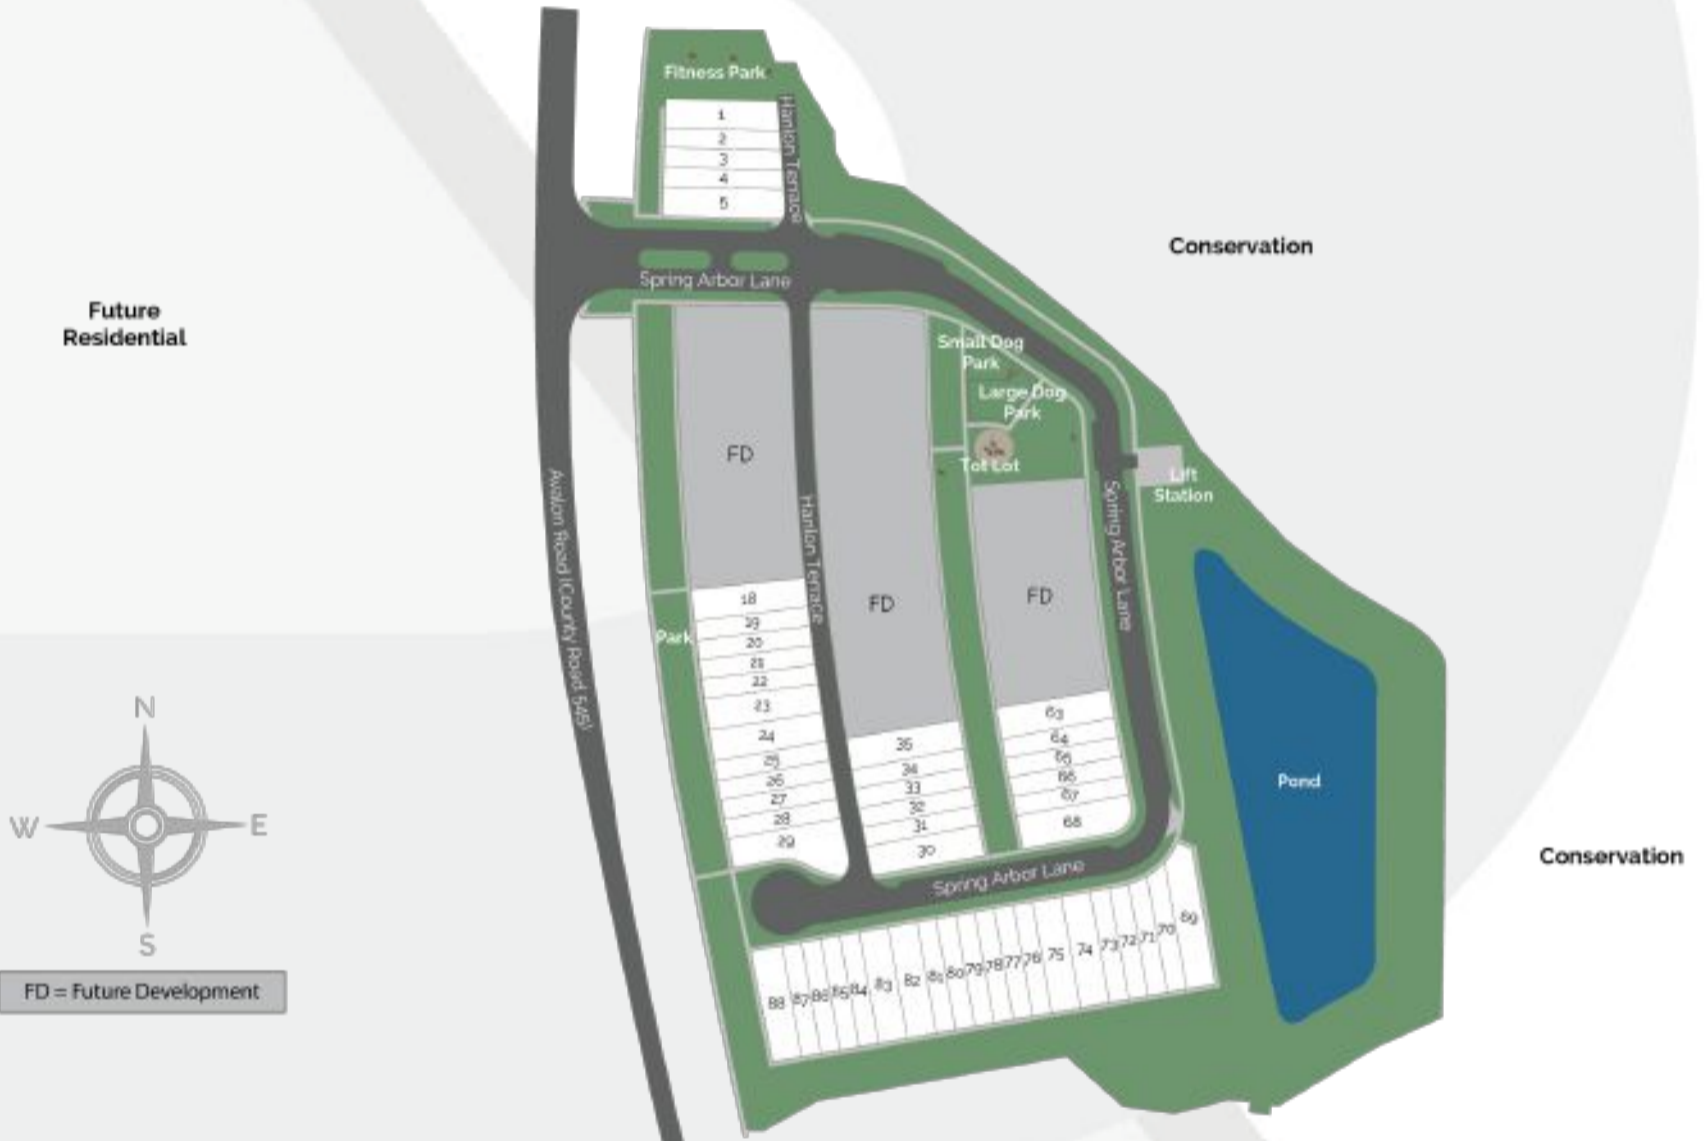 Fitness Park
Hanlon Terrace
1
2
3
4
5
Conservation
Spring Arbor Lane
Future
Residential
Small Dog
Park
Large Dog
Park
Tot Lot
Lift
Station
FD
FD
FD
Avalon Road (County Road 545)
Hanlon Terrace
Spring Arbor Lane
Park
18
19
20
21
22
23
24
25
26
27
28
29
35
34
33
32
31
30
63
64
65
66
67
68
Pond
Conservation
Spring Arbor Lane
88 87 86 85 84 83 82 81 80 79 78 77 76 75 74 73 72 71 70 69
N
W
E
S
FD = Future Development